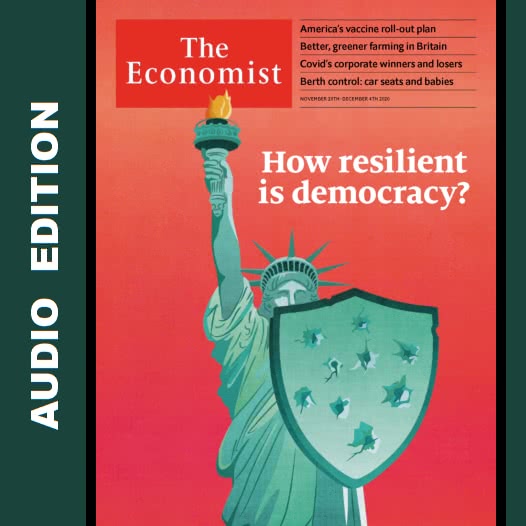 AUDIO EDITION
The
Economist
America's vaccine roll-out plan
Better, greener farming in Britain
Covid's corporate winners and losers
Berth control: car seats and babies
NOVEMBER 28TH–DECEMBER 4TH 2020
How resilient
is democracy?